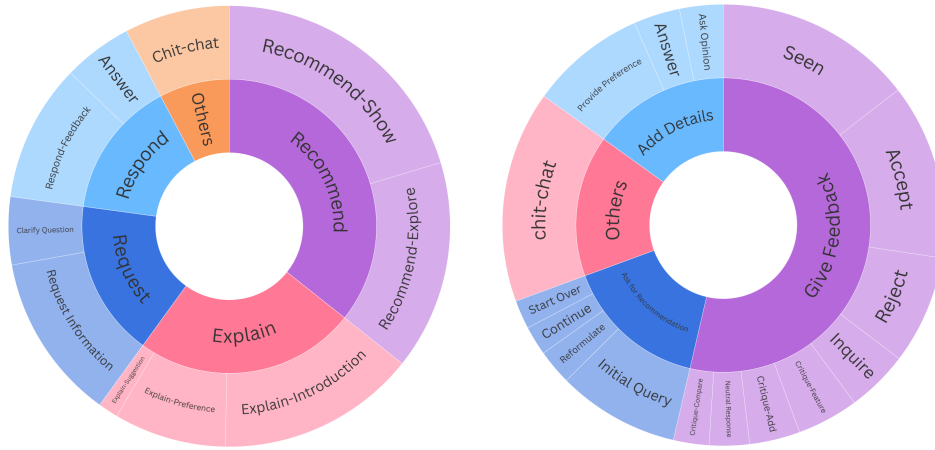 Recommend-Show
Recommend-Explore
Explain-Introduction
Explain-Preference
Explain-Suggestion
Request Information
Clarify Question
Respond-Feedback
Answer
Chit-chat
Recommend
Explain
Request
Respond
Others
Seen
Accept
Reject
Inquire
Critique-Feature
Critique-Add
Neutral Response
Critique-Compare
Initial Query
Reformulate
Continue
Start Over
chit-chat
Provide Preference
Answer
Ask Opinion
Give Feedback
Ask for Recommendation
Others
Add Details